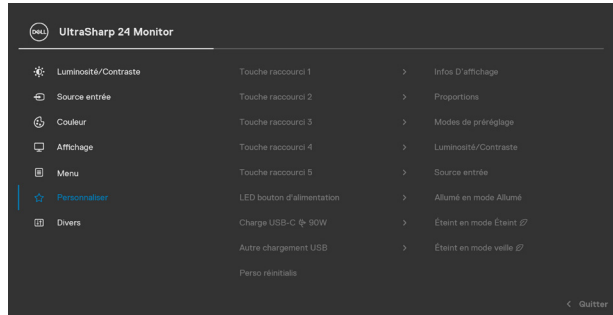 DELL UltraSharp 24 Monitor
Luminosité/Contraste Touche raccourci 1 > Infos D'affichage
Source entrée Touche raccourci 2 > Proportions
Couleur Touche raccourci 3 > Modes de préréglage
Affichage Touche raccourci 4 > Luminosité/Contraste
Menu Touche raccourci 5 > Source entrée
Personnaliser LED bouton d'alimentation > Allumé en mode Allumé
Divers Charge USB-C 90W > Éteint en mode Éteint
Autre chargement USB > Éteint en mode veille
Perso réinitialis
< Quitter